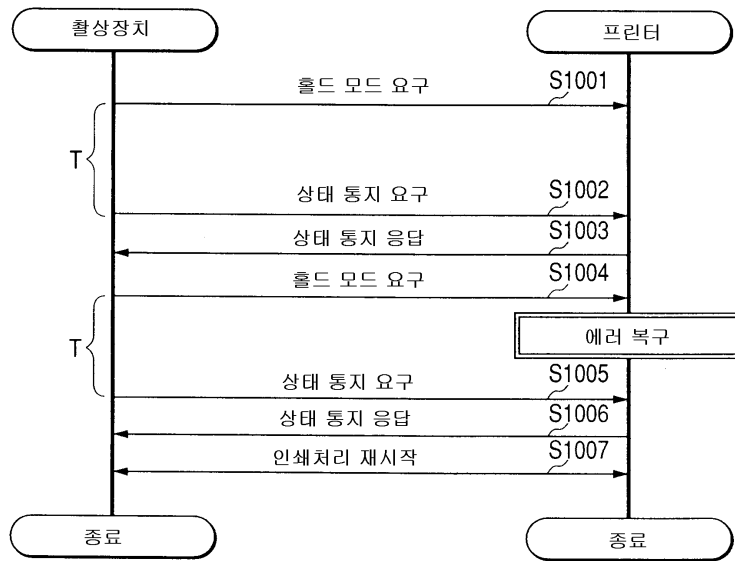 촬상장치
프린터
홀드 모드 요구
S1001
T
상태 통지 요구
S1002
상태 통지 응답
S1003
홀드 모드 요구
S1004
T
에러 복구
상태 통지 요구
S1005
상태 통지 응답
S1006
인쇄처리 재시작
S1007
종료
종료